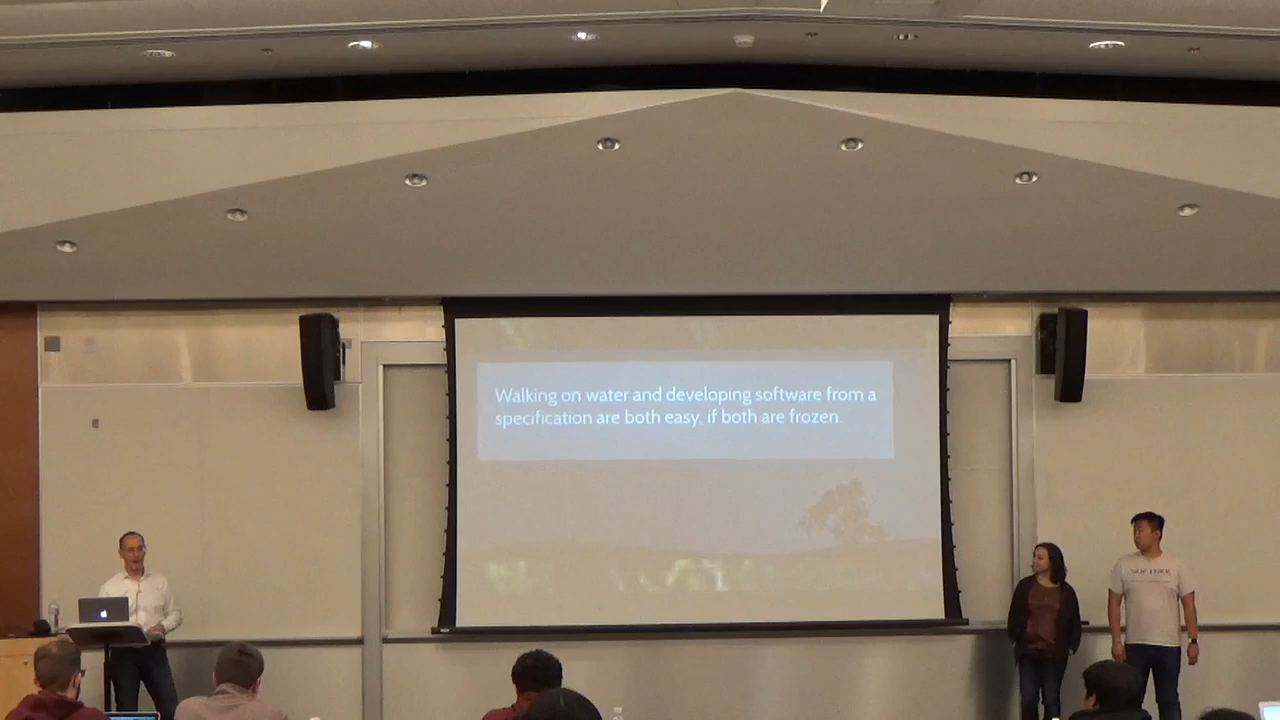 Walking on water and developing software from a
specification are both easy, if both are frozen.